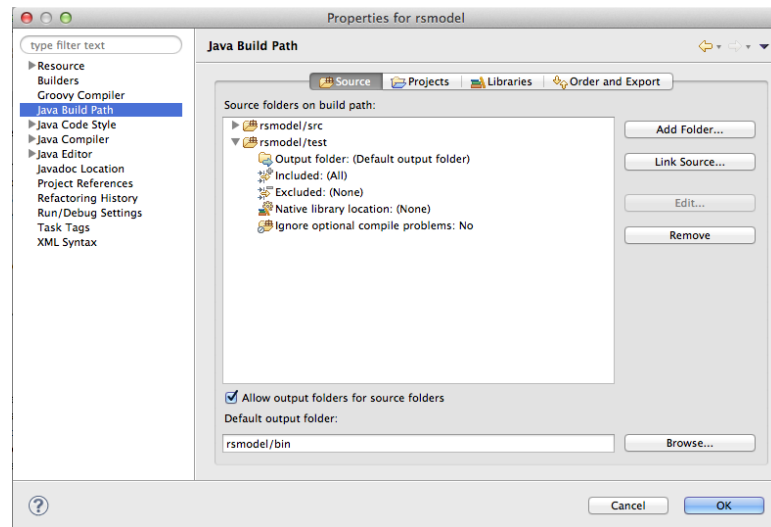 Properties for rsmodel
type filter text
Resource
Builders
Groovy Compiler
Java Build Path
Java Code Style
Java Compiler
Java Editor
Javadoc Location
Project References
Refactoring History
Run/Debug Settings
Task Tags
XML Syntax
Java Build Path
Source
Projects
Libraries
Order and Export
Source folders on build path:
rsmodel/src
rsmodel/test
Output folder: (Default output folder)
Included: (All)
Excluded: (None)
Native library location: (None)
Ignore optional compile problems: No
Add Folder...
Link Source...
Edit...
Remove
Allow output folders for source folders
Default output folder:
rsmodel/bin
Browse...
?
Cancel
OK